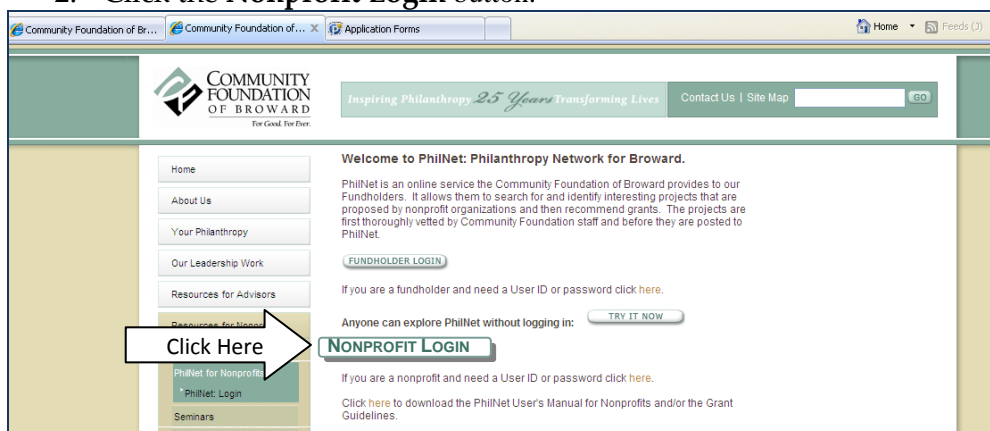 2. Click the Nonprofit Login button.
Community Foundation of Br...
Community Foundation of... X
Application Forms
Home
Feeds (J)
COMMUNITY
FOUNDATION
OF BROWARD
For Good. For Ever.
Inspiring Philanthropy 25 Years Transforming Lives
Contact Us | Site Map
GO
Home
About Us
Your Philanthropy
Our Leadership Work
Resources for Advisors
Resources for Nonpr
Click Here
PhilNet for Nonprofits
PhilNet: Login
Seminars
Welcome to PhilNet: Philanthropy Network for Broward.
PhilNet is an online service the Community Foundation of Broward provides to our
Fundholders. It allows them to search for and identify interesting projects that are
proposed by nonprofit organizations and then recommend grants. The projects are
first thoroughly vetted by Community Foundation staff and before they are posted to
PhilNet.
FUNDHOLDER LOGIN
If you are a fundholder and need a User ID or password click here.
Anyone can explore PhilNet without logging in:
TRY IT NOW
NONPROFIT LOGIN
If you are a nonprofit and need a User ID or password click here.
Click here to download the PhilNet User's Manual for Nonprofits and/or the Grant
Guidelines.